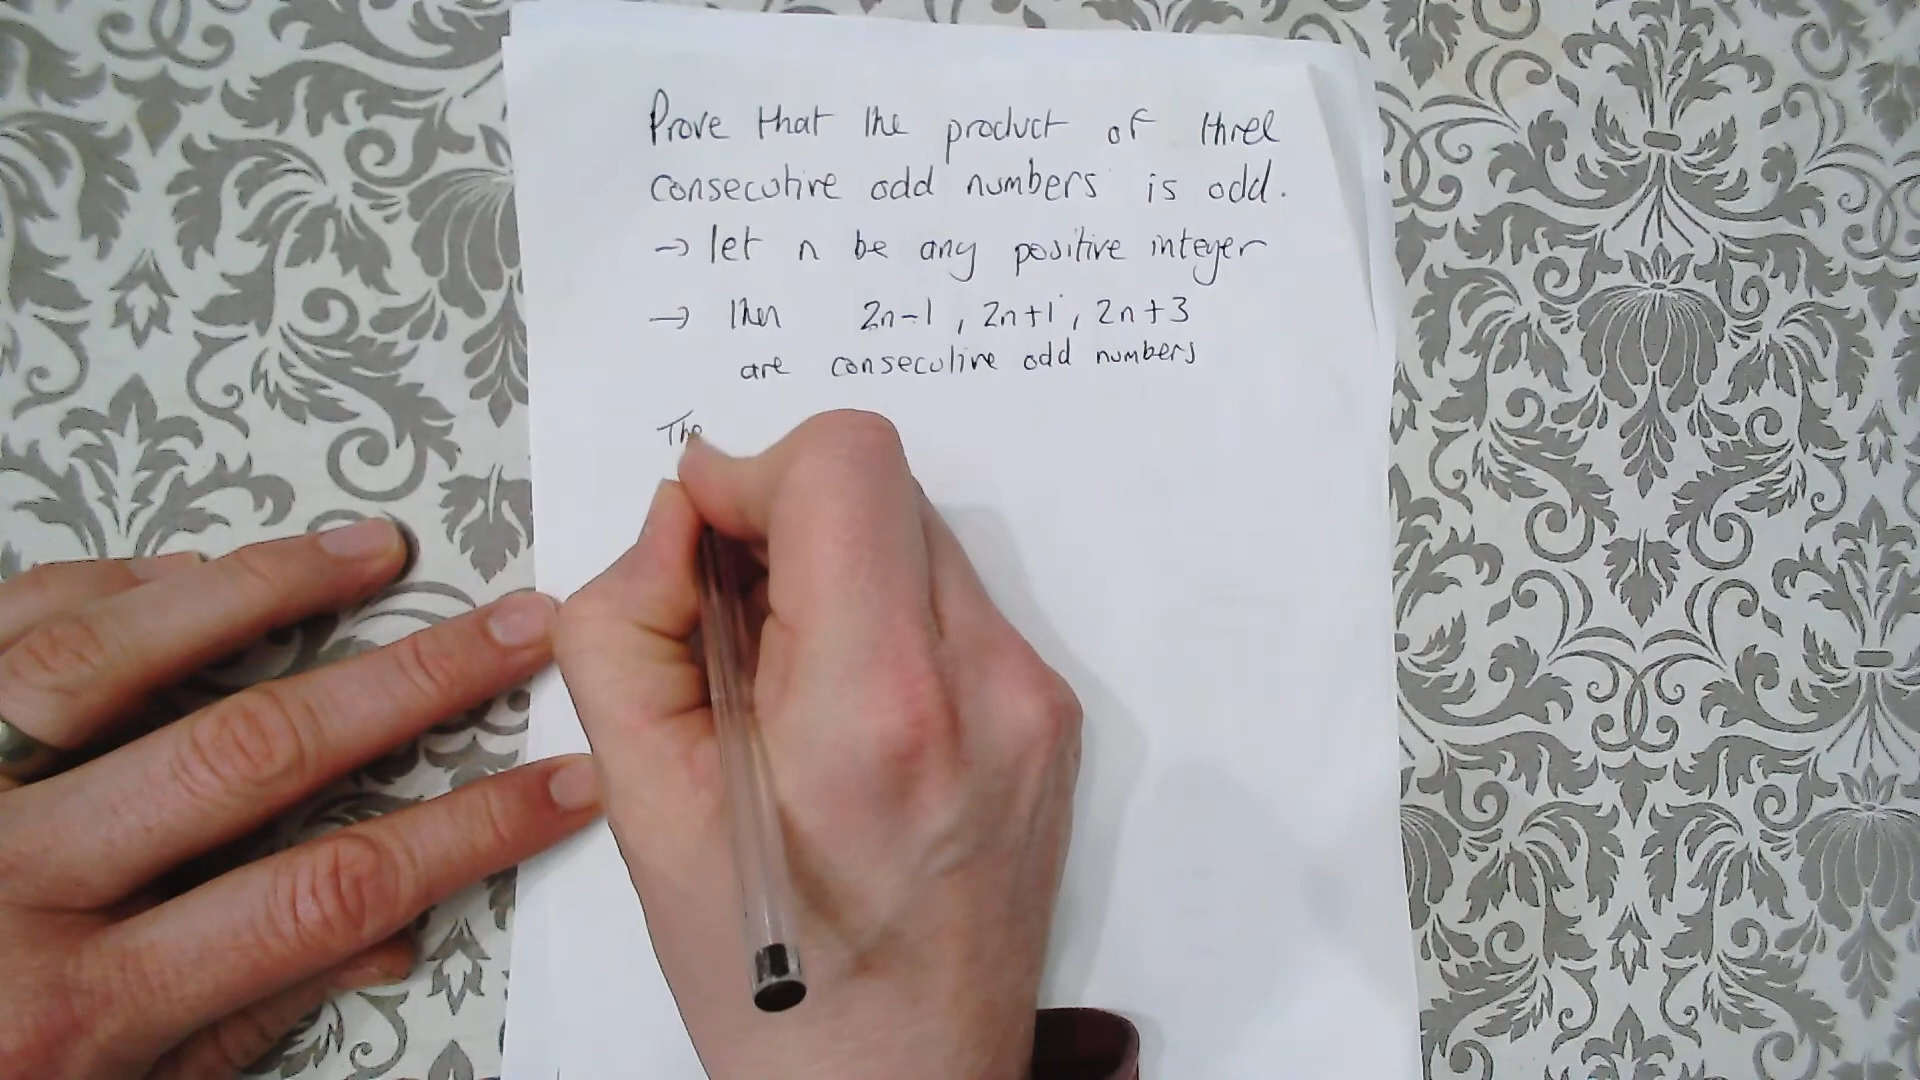 Prove that the product of three
consecutive odd numbers is odd.
→ let n be any positive integer
→ then 2n-1, 2n+1, 2n+3
are consecutive odd numbers
The